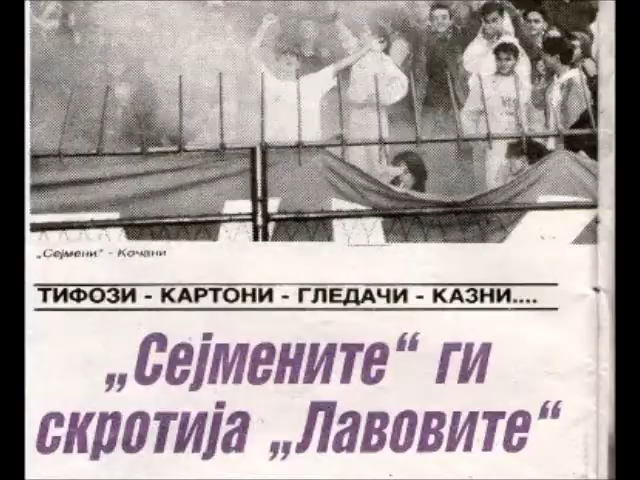 „Сејмени“ - Кочани
ТИФОЗИ - КАРТОНИ - ГЛЕДАЧИ - КАЗНИ....
„Сејмените“ ги
скротија „Лавовите“